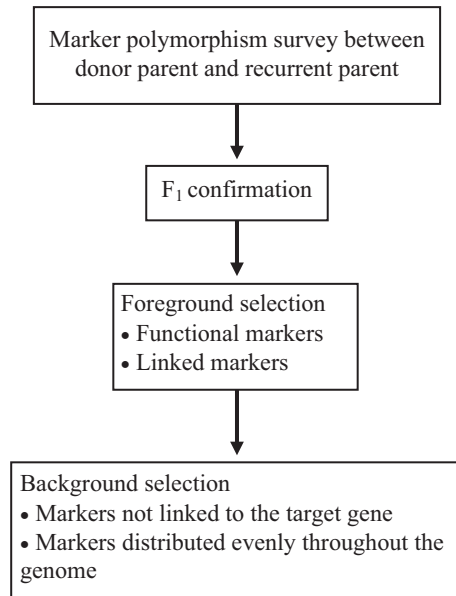 Marker polymorphism survey between
donor parent and recurrent parent
F₁ confirmation
Foreground selection
• Functional markers
• Linked markers
Background selection
• Markers not linked to the target gene
• Markers distributed evenly throughout the
genome